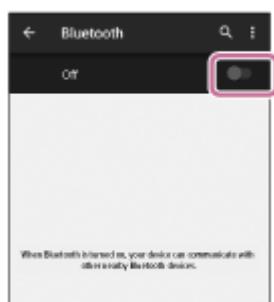 Bluetooth
Off
When Bluetooth is turned on, your device can communicate with
other nearby Bluetooth devices.